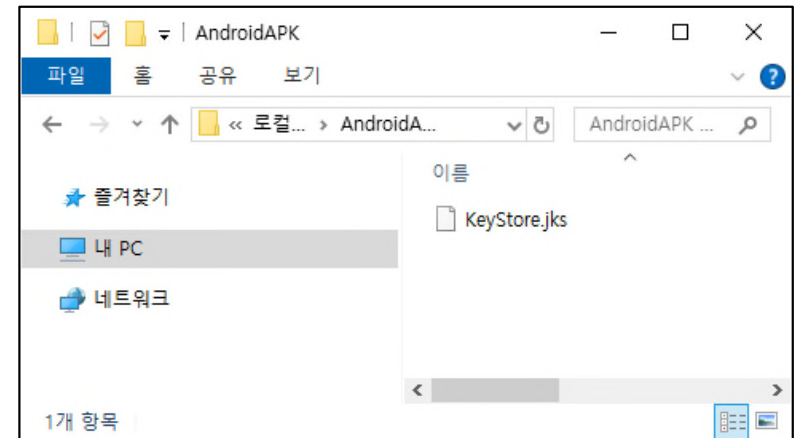 AndroidAPK
파일 홈 공유 보기
« 로컬... › AndroidA... AndroidAPK ...
이름
즐겨찾기
KeyStore.jks
내 PC
네트워크
1개 항목